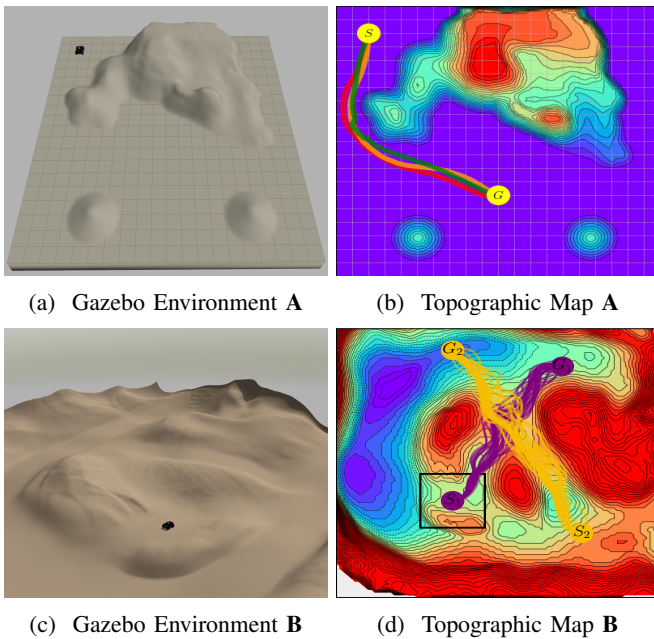 S
G
(a) Gazebo Environment A
(b) Topographic Map A
G₂
G₁
S₁
S₂
(c) Gazebo Environment B
(d) Topographic Map B